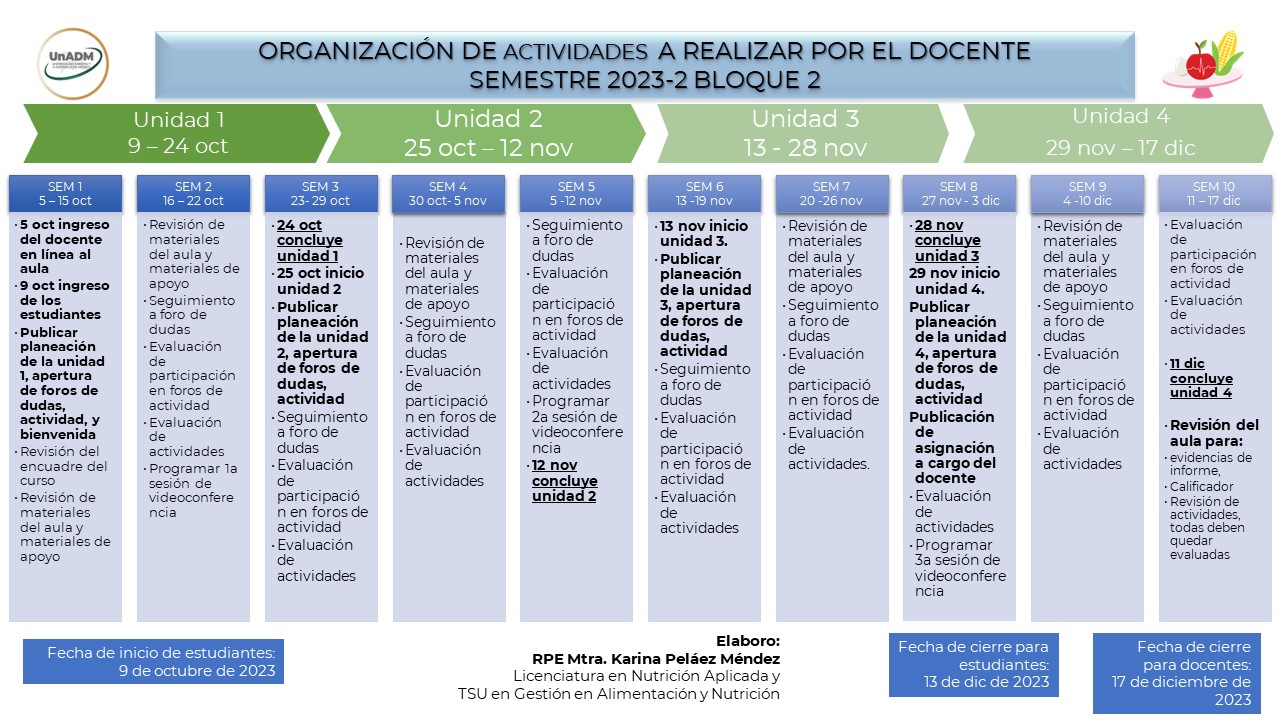 UnADM
ORGANIZACIÓN DE ACTIVIDADES A REALIZAR POR EL DOCENTE
SEMESTRE 2023-2 BLOQUE 2
Unidad 1
9 – 24 oct
Unidad 2
25 oct – 12 nov
Unidad 3
13 - 28 nov
Unidad 4
29 nov – 17 dic
SEM 1
5 – 15 oct
·5 oct ingreso
del docente
en línea al
aula
·9 oct ingreso
de los
estudiantes
·Publicar
planeación
de la unidad
1, apertura
de foros de
dudas,
actividad, y
bienvenida
·Revisión del
encuadre del
curso
·Revisión de
materiales
del aula y
materiales de
apoyo
SEM 2
16 – 22 oct
·Revisión de
materiales
del aula y
materiales de
apoyo
·Seguimiento
a foro de
dudas
·Evaluación
de
participación
en foros de
actividad
·Evaluación
de
actividades
·Programar 1a
sesión de
videoconfere
ncia
SEM 3
23- 29 oct
·24 oct
concluye
unidad 1
·25 oct inicio
unidad 2
·Publicar
planeación
de la unidad
2, apertura
de foros de
dudas,
actividad
·Seguimiento
a foro de
dudas
·Evaluación
de
participació
n en foros de
actividad
·Evaluación
de
actividades
SEM 4
30 oct- 5 nov
·Revisión de
materiales
del aula y
materiales
de apoyo
·Seguimiento
a foro de
dudas
·Evaluación
de
participació
n en foros de
actividad
·Evaluación
de
actividades
SEM 5
5 -12 nov
·Seguimiento
a foro de
dudas
·Evaluación
de
participació
n en foros de
actividad
·Evaluación
de
actividades
·Programar
2a sesión de
videoconfere
ncia
·12 nov
concluye
unidad 2
SEM 6
13 -19 nov
·13 nov inicio
unidad 3.
·Publicar
planeación
de la unidad
3, apertura
de foros de
dudas,
actividad
·Seguimiento
a foro de
dudas
·Evaluación
de
participació
n en foros de
actividad
·Evaluación
de
actividades
SEM 7
20 -26 nov
·Revisión de
materiales
del aula y
materiales
de apoyo
·Seguimiento
a foro de
dudas
·Evaluación
de
participació
n en foros de
actividad
·Evaluación
de
actividades.
SEM 8
27 nov - 3 dic
·28 nov
concluye
unidad 3
29 nov inicio
unidad 4.
Publicar
planeación
de la unidad
4, apertura
de foros de
dudas,
actividad
Publicación
de
asignación
a cargo del
docente
·Evaluación
de
actividades
·Programar
3a sesión de
videoconfere
ncia
SEM 9
4 -10 dic
·Revisión de
materiales
del aula y
materiales
de apoyo
·Seguimiento
a foro de
dudas
·Evaluación
de
participació
n en foros de
actividad
·Evaluación
de
actividades
SEM 10
11 – 17 dic
·Evaluación
de
participación
en foros de
actividad
·Evaluación
de
actividades
·11 dic
concluye
unidad 4
·Revisión del
aula para:
·evidencias de
informe,
·Calificador
·Revisión de
actividades,
todas deben
quedar
evaluadas
Fecha de inicio de estudiantes:
9 de octubre de 2023
Elaboro:
RPE Mtra. Karina Peláez Méndez
Licenciatura en Nutrición Aplicada y
TSU en Gestión en Alimentación y Nutrición
Fecha de cierre para
estudiantes:
13 de dic de 2023
Fecha de cierre
para docentes:
17 de diciembre de
2023